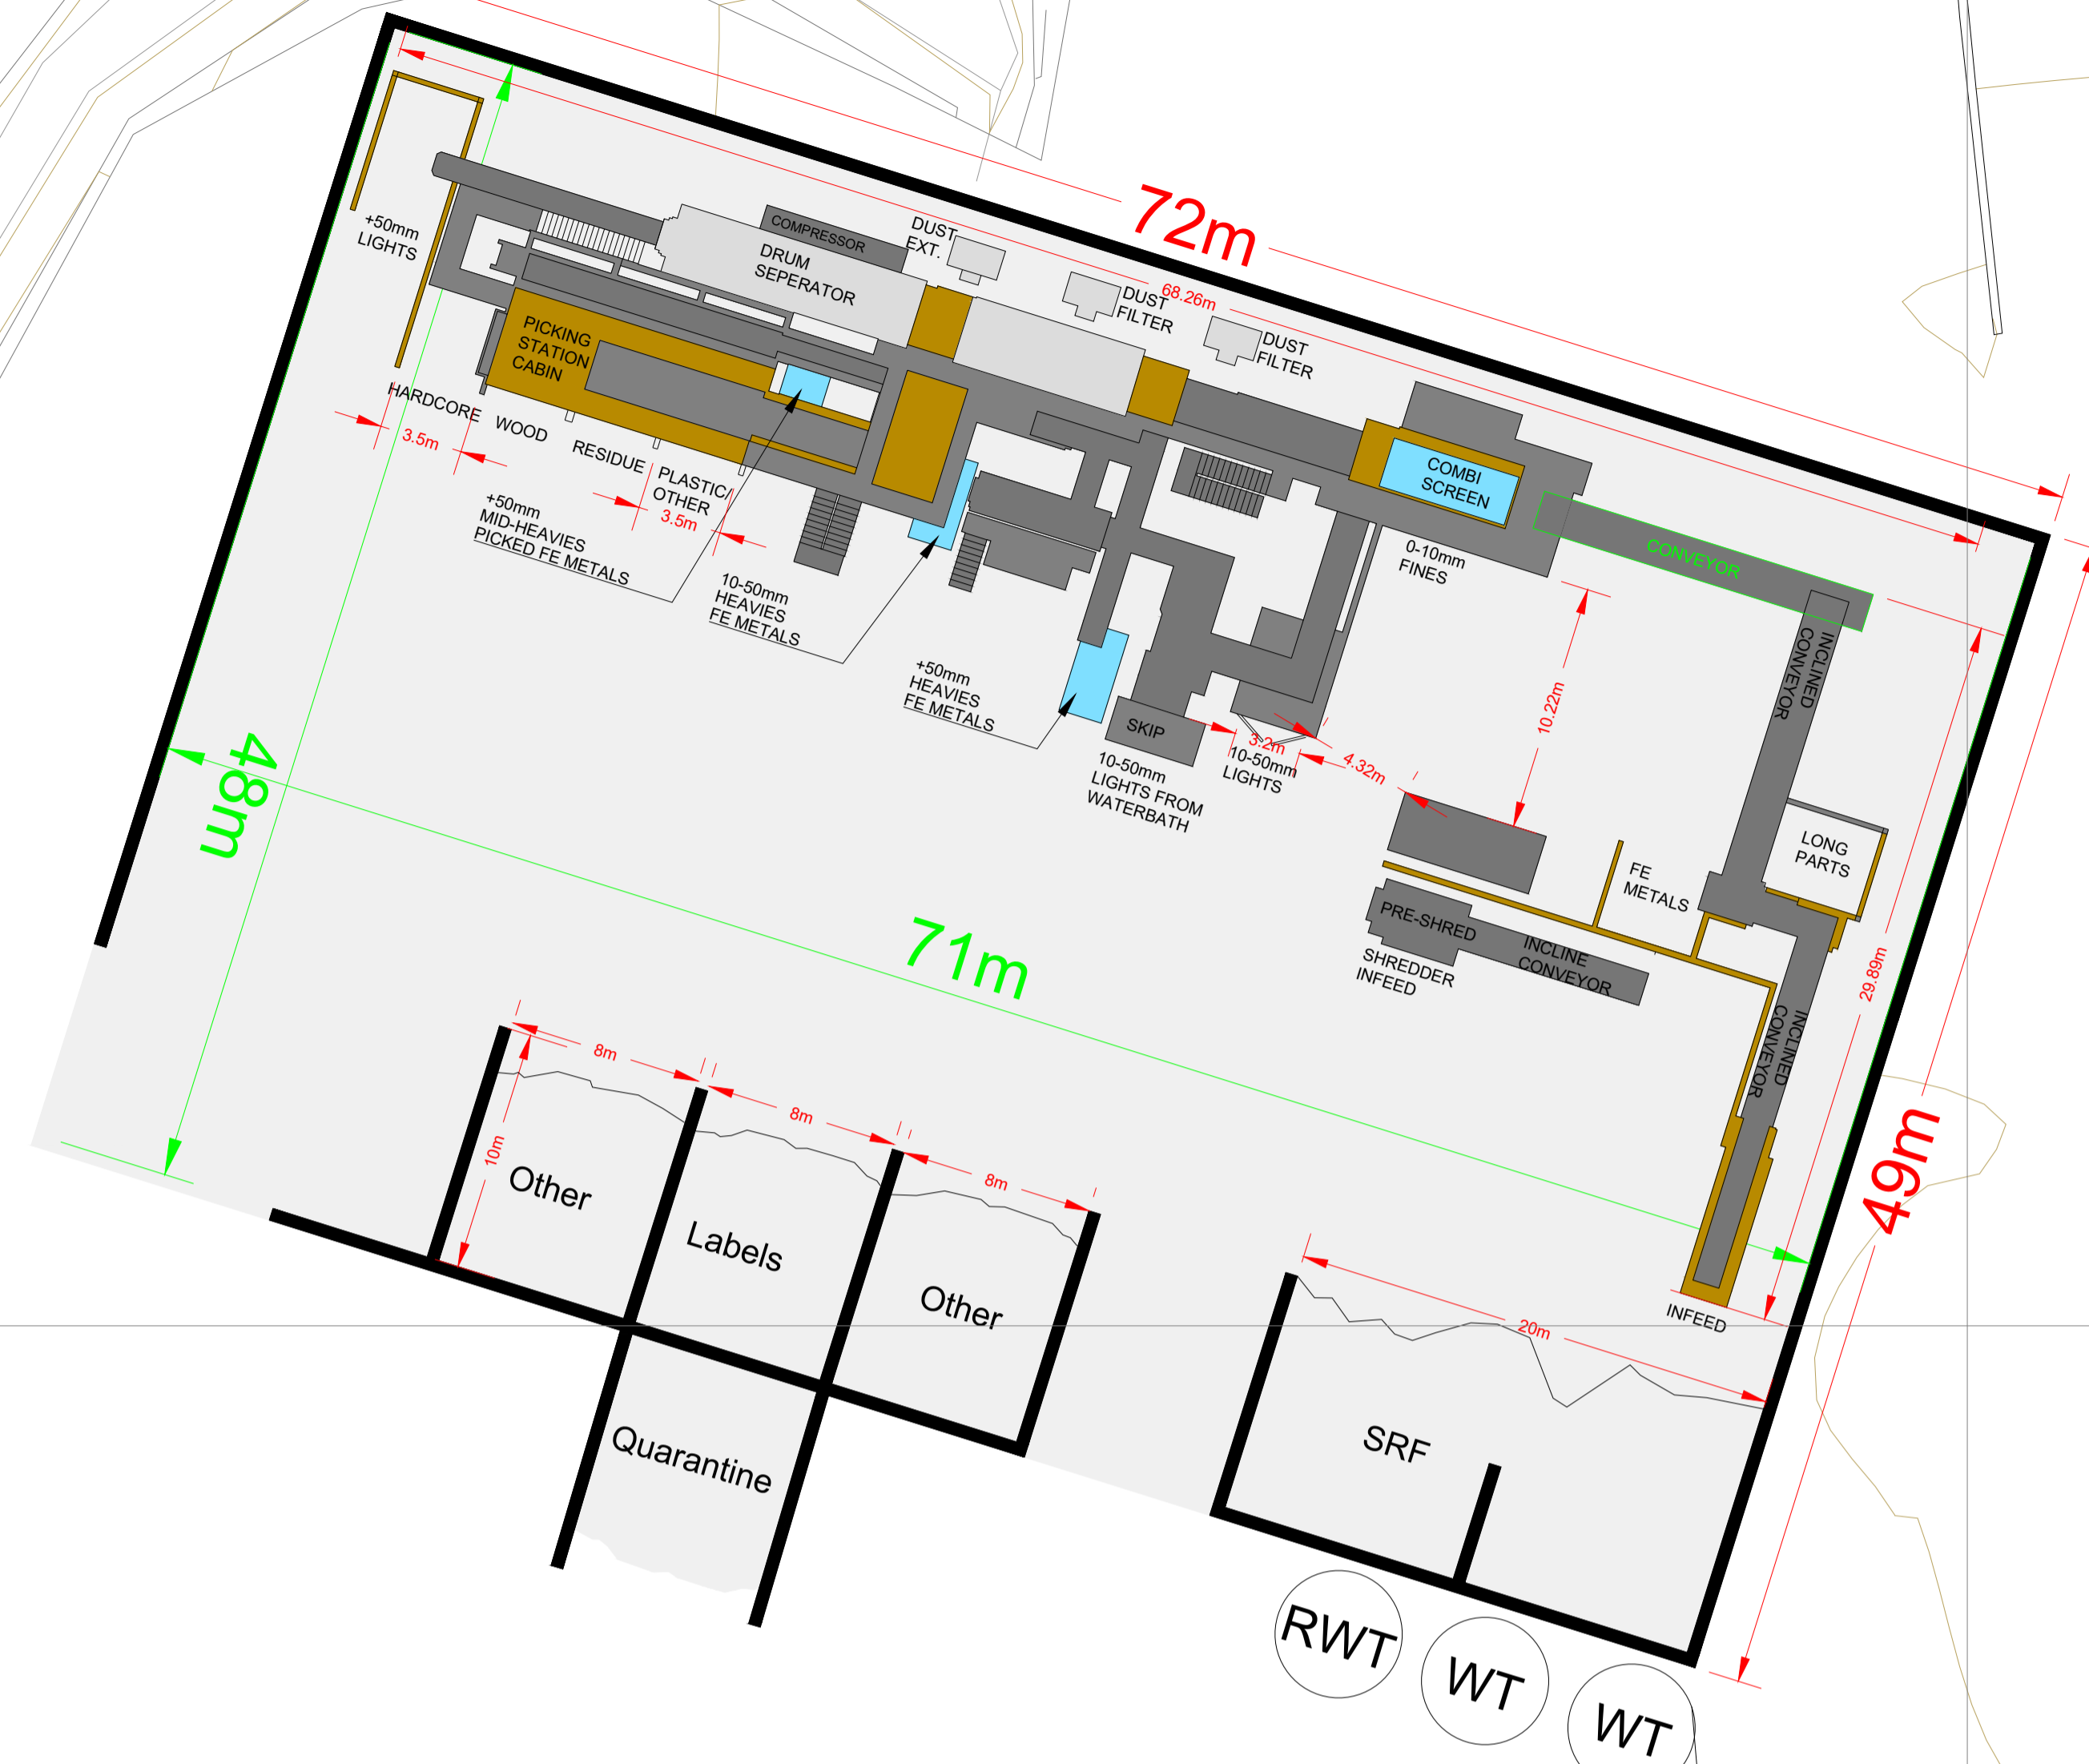 72m
68.26m
+50mm
LIGHTS
COMPRESSOR
DRUM
SEPERATOR
DUST
EXT.
DUST
FILTER
DUST
FILTER
PICKING
STATION
CABIN
COMBI
SCREEN
CONVEYOR
0-10mm
FINES
HARDCORE
WOOD
RESIDUE
PLASTIC/
OTHER
3.5m
3.5m
+50mm
MID-HEAVIES
PICKED FE METALS
10-50mm
HEAVIES
FE METALS
+50mm
HEAVIES
FE METALS
SKIP
10-50mm
LIGHTS FROM
WATERBATH
3.2m
10-50mm
LIGHTS
4.32m
10.22m
INCLINED
CONVEYOR
LONG
PARTS
FE
METALS
PRE-SHRED
INCLINE
CONVEYOR
SHREDDER
INFEED
29.89m
INCLINED
CONVEYOR
48m
71m
49m
8m
8m
8m
10m
Other
Labels
Other
20m
INFEED
SRF
Quarantine
RWT
WT
WT